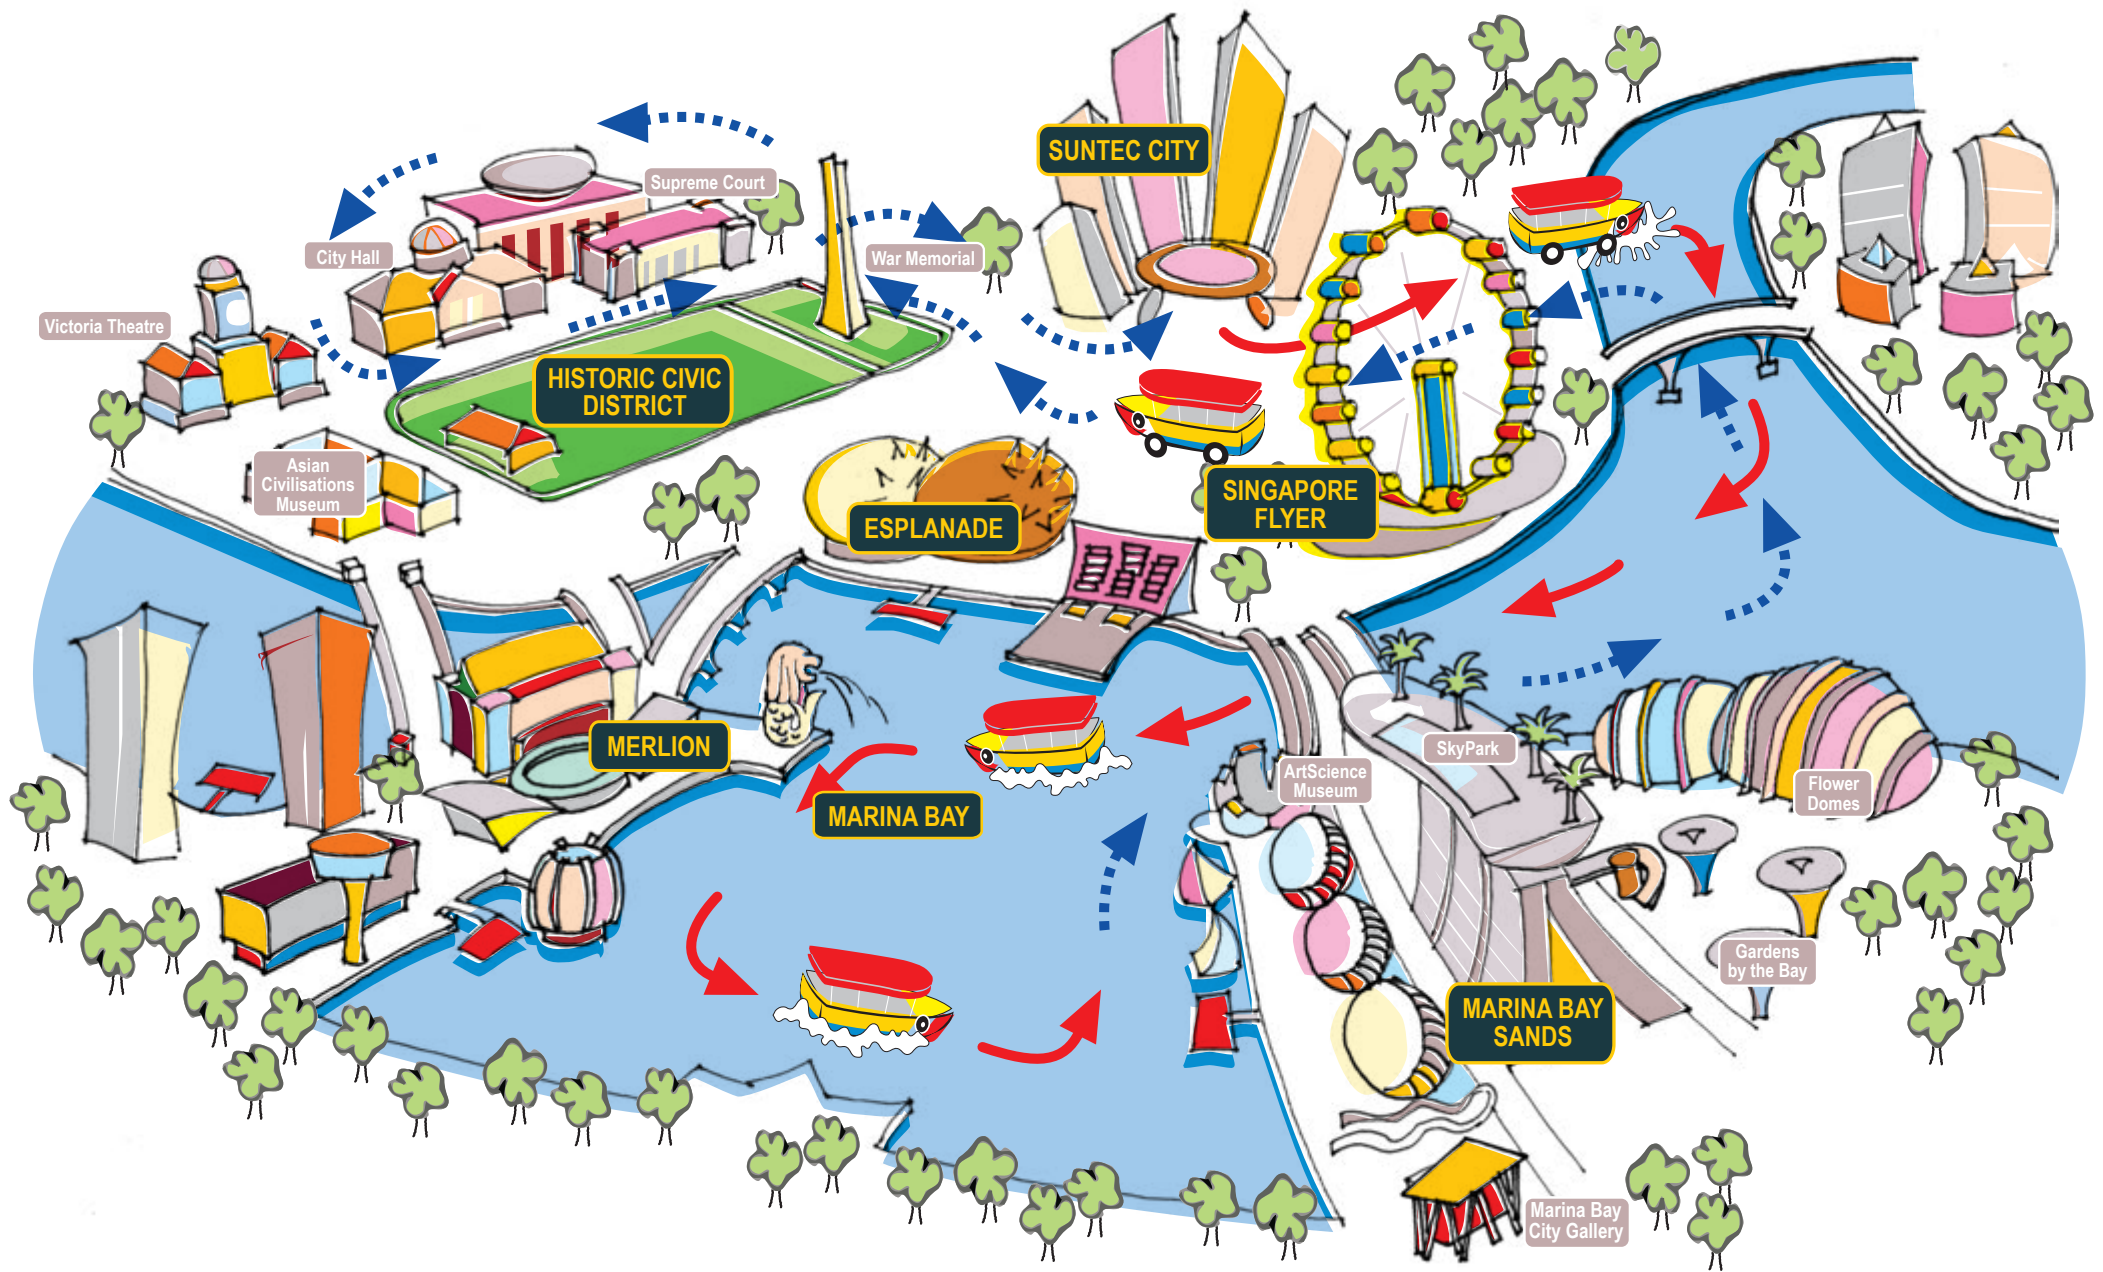 SUNTEC CITY
Supreme Court
City Hall
War Memorial
Victoria Theatre
HISTORIC CIVIC
DISTRICT
Asian
Civilisations
Museum
SINGAPORE
FLYER
ESPLANADE
MERLION
SkyPark
ArtScience
Museum
Flower
Domes
MARINA BAY
Gardens
by the Bay
MARINA BAY
SANDS
Marina Bay
City Gallery